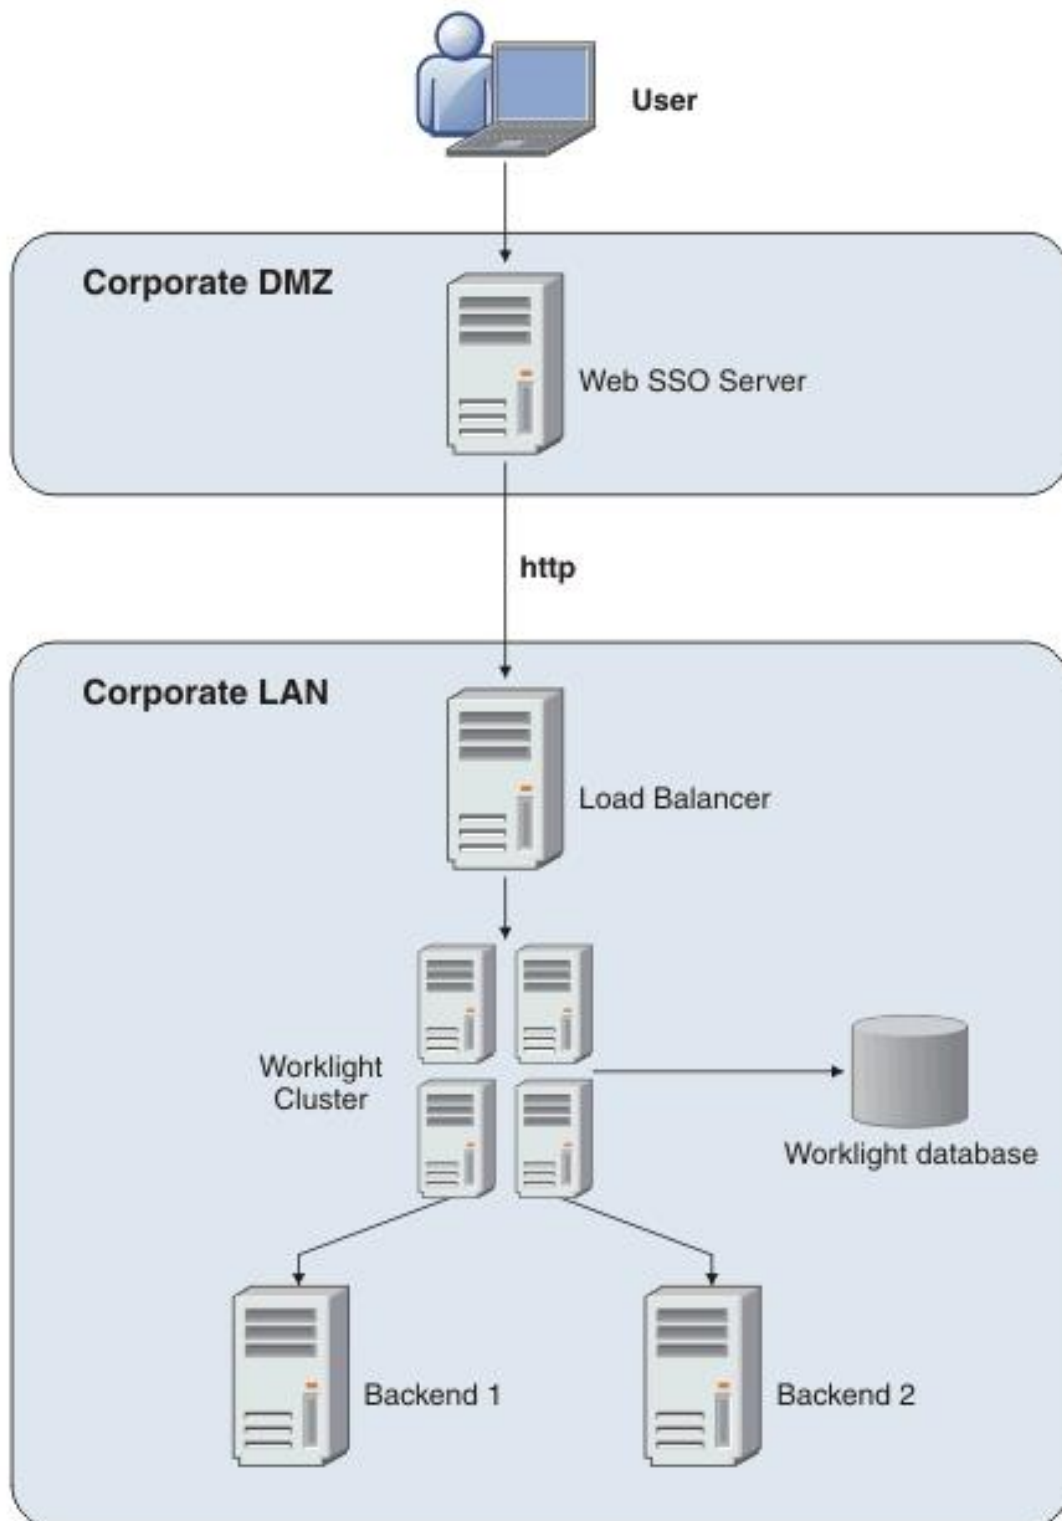 User
Corporate DMZ
Web SSO Server
http
Corporate LAN
Load Balancer
Worklight
Cluster
Worklight database
Backend 1
Backend 2